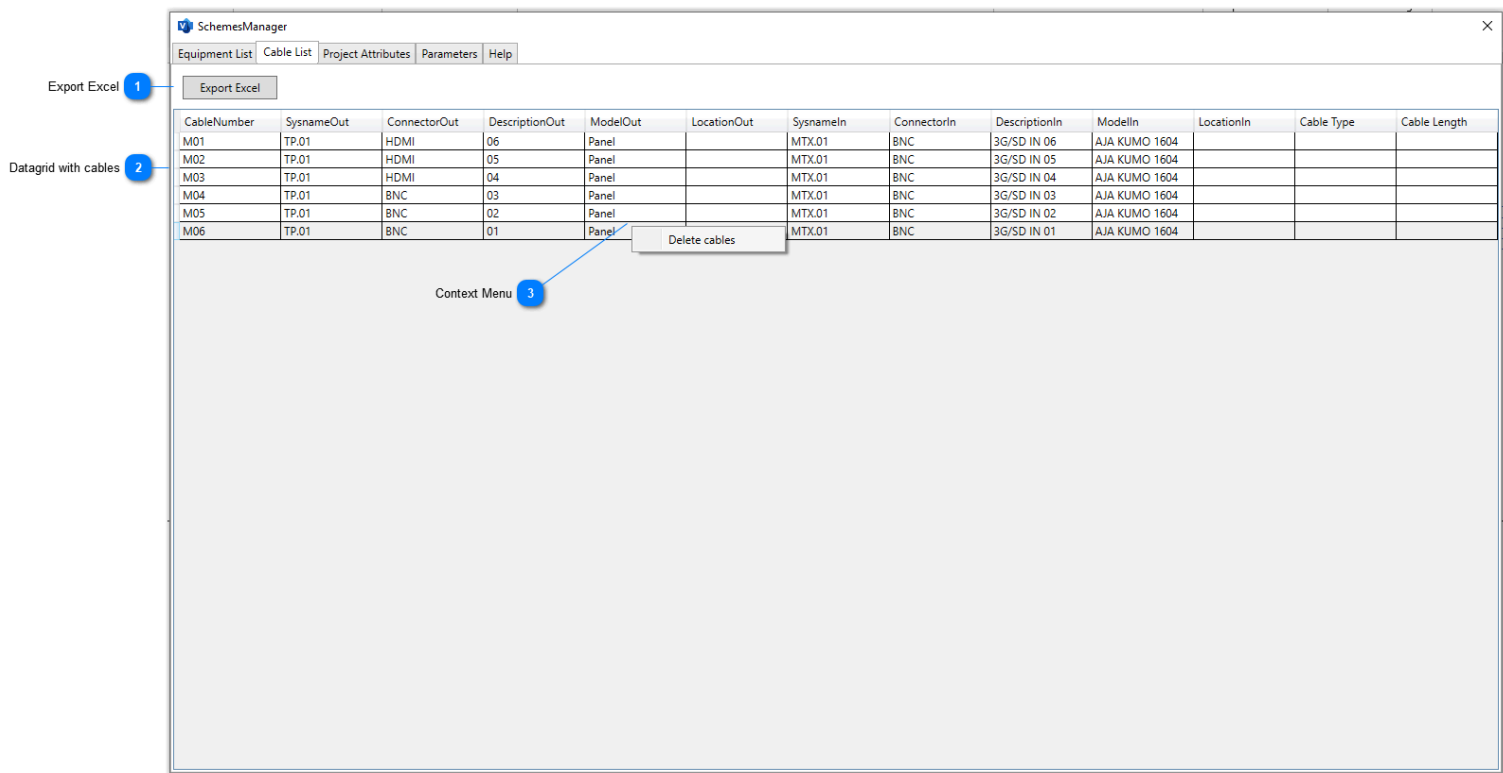 SchemesManager
Equipment List Cable List Project Attributes Parameters Help
Export Excel 1 Export Excel
CableNumber SysnameOut ConnectorOut DescriptionOut ModelOut LocationOut SysnameIn ConnectorIn DescriptionIn ModelIn LocationIn Cable Type Cable Length
M01 TP.01 HDMI 06 Panel MTX.01 BNC 3G/SD IN 06 AJA KUMO 1604
M02 TP.01 HDMI 05 Panel MTX.01 BNC 3G/SD IN 05 AJA KUMO 1604
Datagrid with cables 2
M03 TP.01 HDMI 04 Panel MTX.01 BNC 3G/SD IN 04 AJA KUMO 1604
M04 TP.01 BNC 03 Panel MTX.01 BNC 3G/SD IN 03 AJA KUMO 1604
M05 TP.01 BNC 02 Panel MTX.01 BNC 3G/SD IN 02 AJA KUMO 1604
M06 TP.01 BNC 01 Panel MTX.01 BNC 3G/SD IN 01 AJA KUMO 1604
Delete cables
Context Menu 3